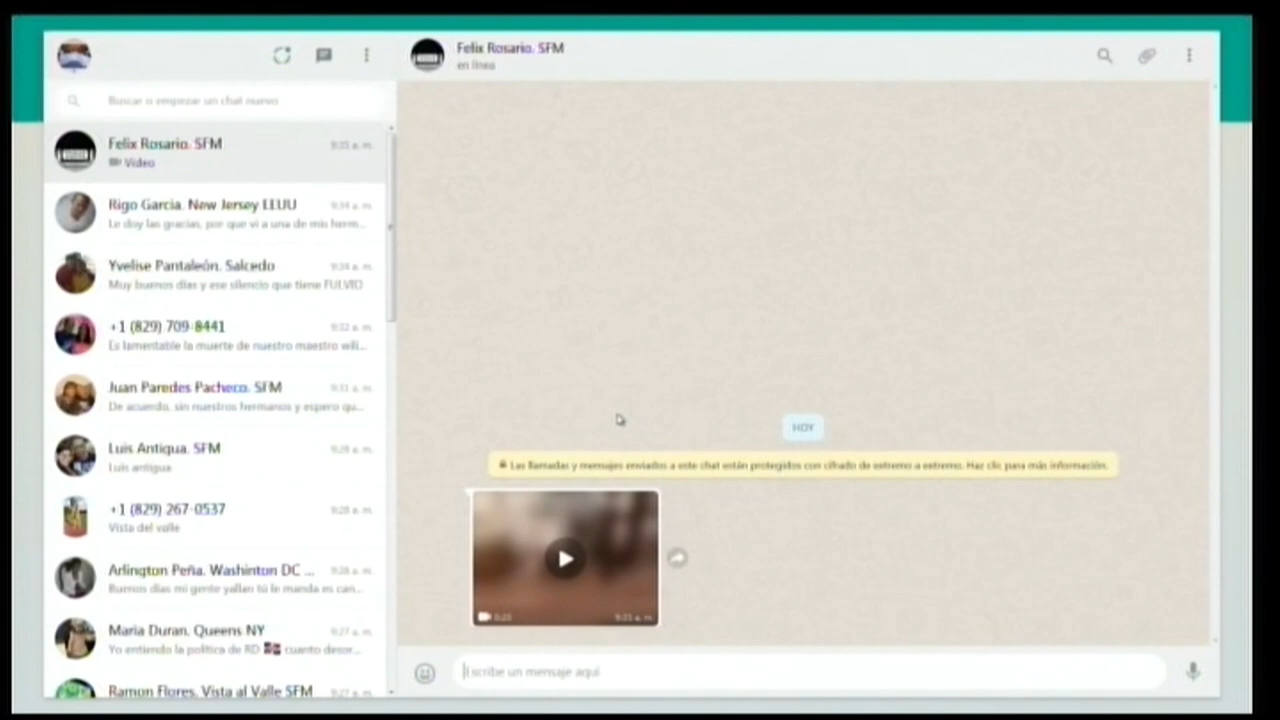 Felix Rosario. SFM
en línea
Buscar o empezar un chat nuevo
Felix Rosario. SFM
9:35 a. m.
Video
Rigo Garcia. New Jersey EEUU
9:34 a. m.
Le doy las gracias, por que vi a una de mis herm...
Yvelise Pantaleón. Salcedo
9:34 a. m.
Muy buenos días y ese silencio que tiene FULVIO
+1 (829) 709-8441
9:32 a. m.
Es lamentable la muerte de nuestro maestro wili...
Juan Paredes Pacheco. SFM
9:31 a. m.
De acuerdo, sin nuestros hermanos y espero qu...
Luis Antigua. SFM
9:28 a. m.
Luis antigua
+1 (829) 267-0537
9:28 a. m.
Vista del valle
Arlington Peña. Washinton DC ...
9:28 a. m.
Buenos días mi gente yallan tú le manda es can...
Maria Duran. Queens NY
9:27 a. m.
Yo entiendo la política de RD cuanto desor...
Ramon Flores. Vista al Valle SFM
9:27 a. m.
HOY
Las llamadas y mensajes enviados a este chat están protegidos con cifrado de extremo a extremo. Haz clic para más información.
9:35 a. m.
Escribe un mensaje aquí